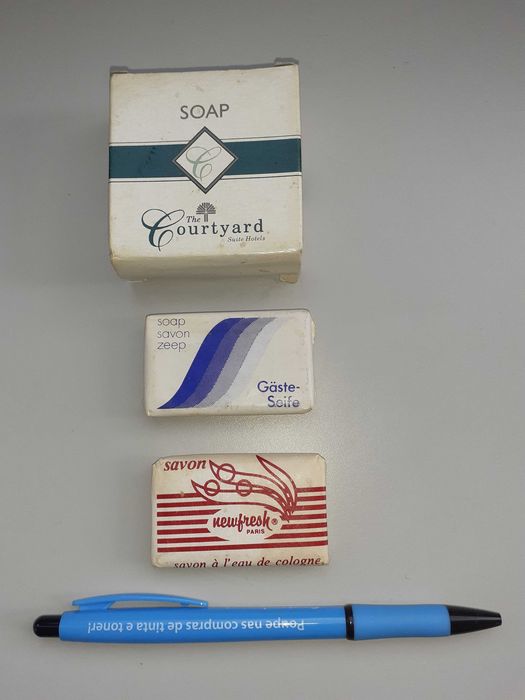 SOAP
C
The
Courtyard
Suite Hotels
soap
savon
zeep
Gäste-
Seife
savon
newfresh®
PARIS
savon à l'eau de cologne
Poupe nas compras de tinta e toner!